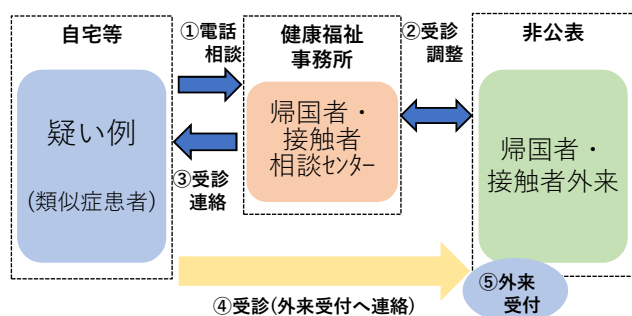 自宅等
①電話
相談
健康福祉
事務所
②受診
調整
非公表
疑い例
(類似症患者)
帰国者・
接触者
相談ｾﾝﾀｰ
帰国者・
接触者外来
③受診
連絡
④受診(外来受付へ連絡)
⑤外来
受付